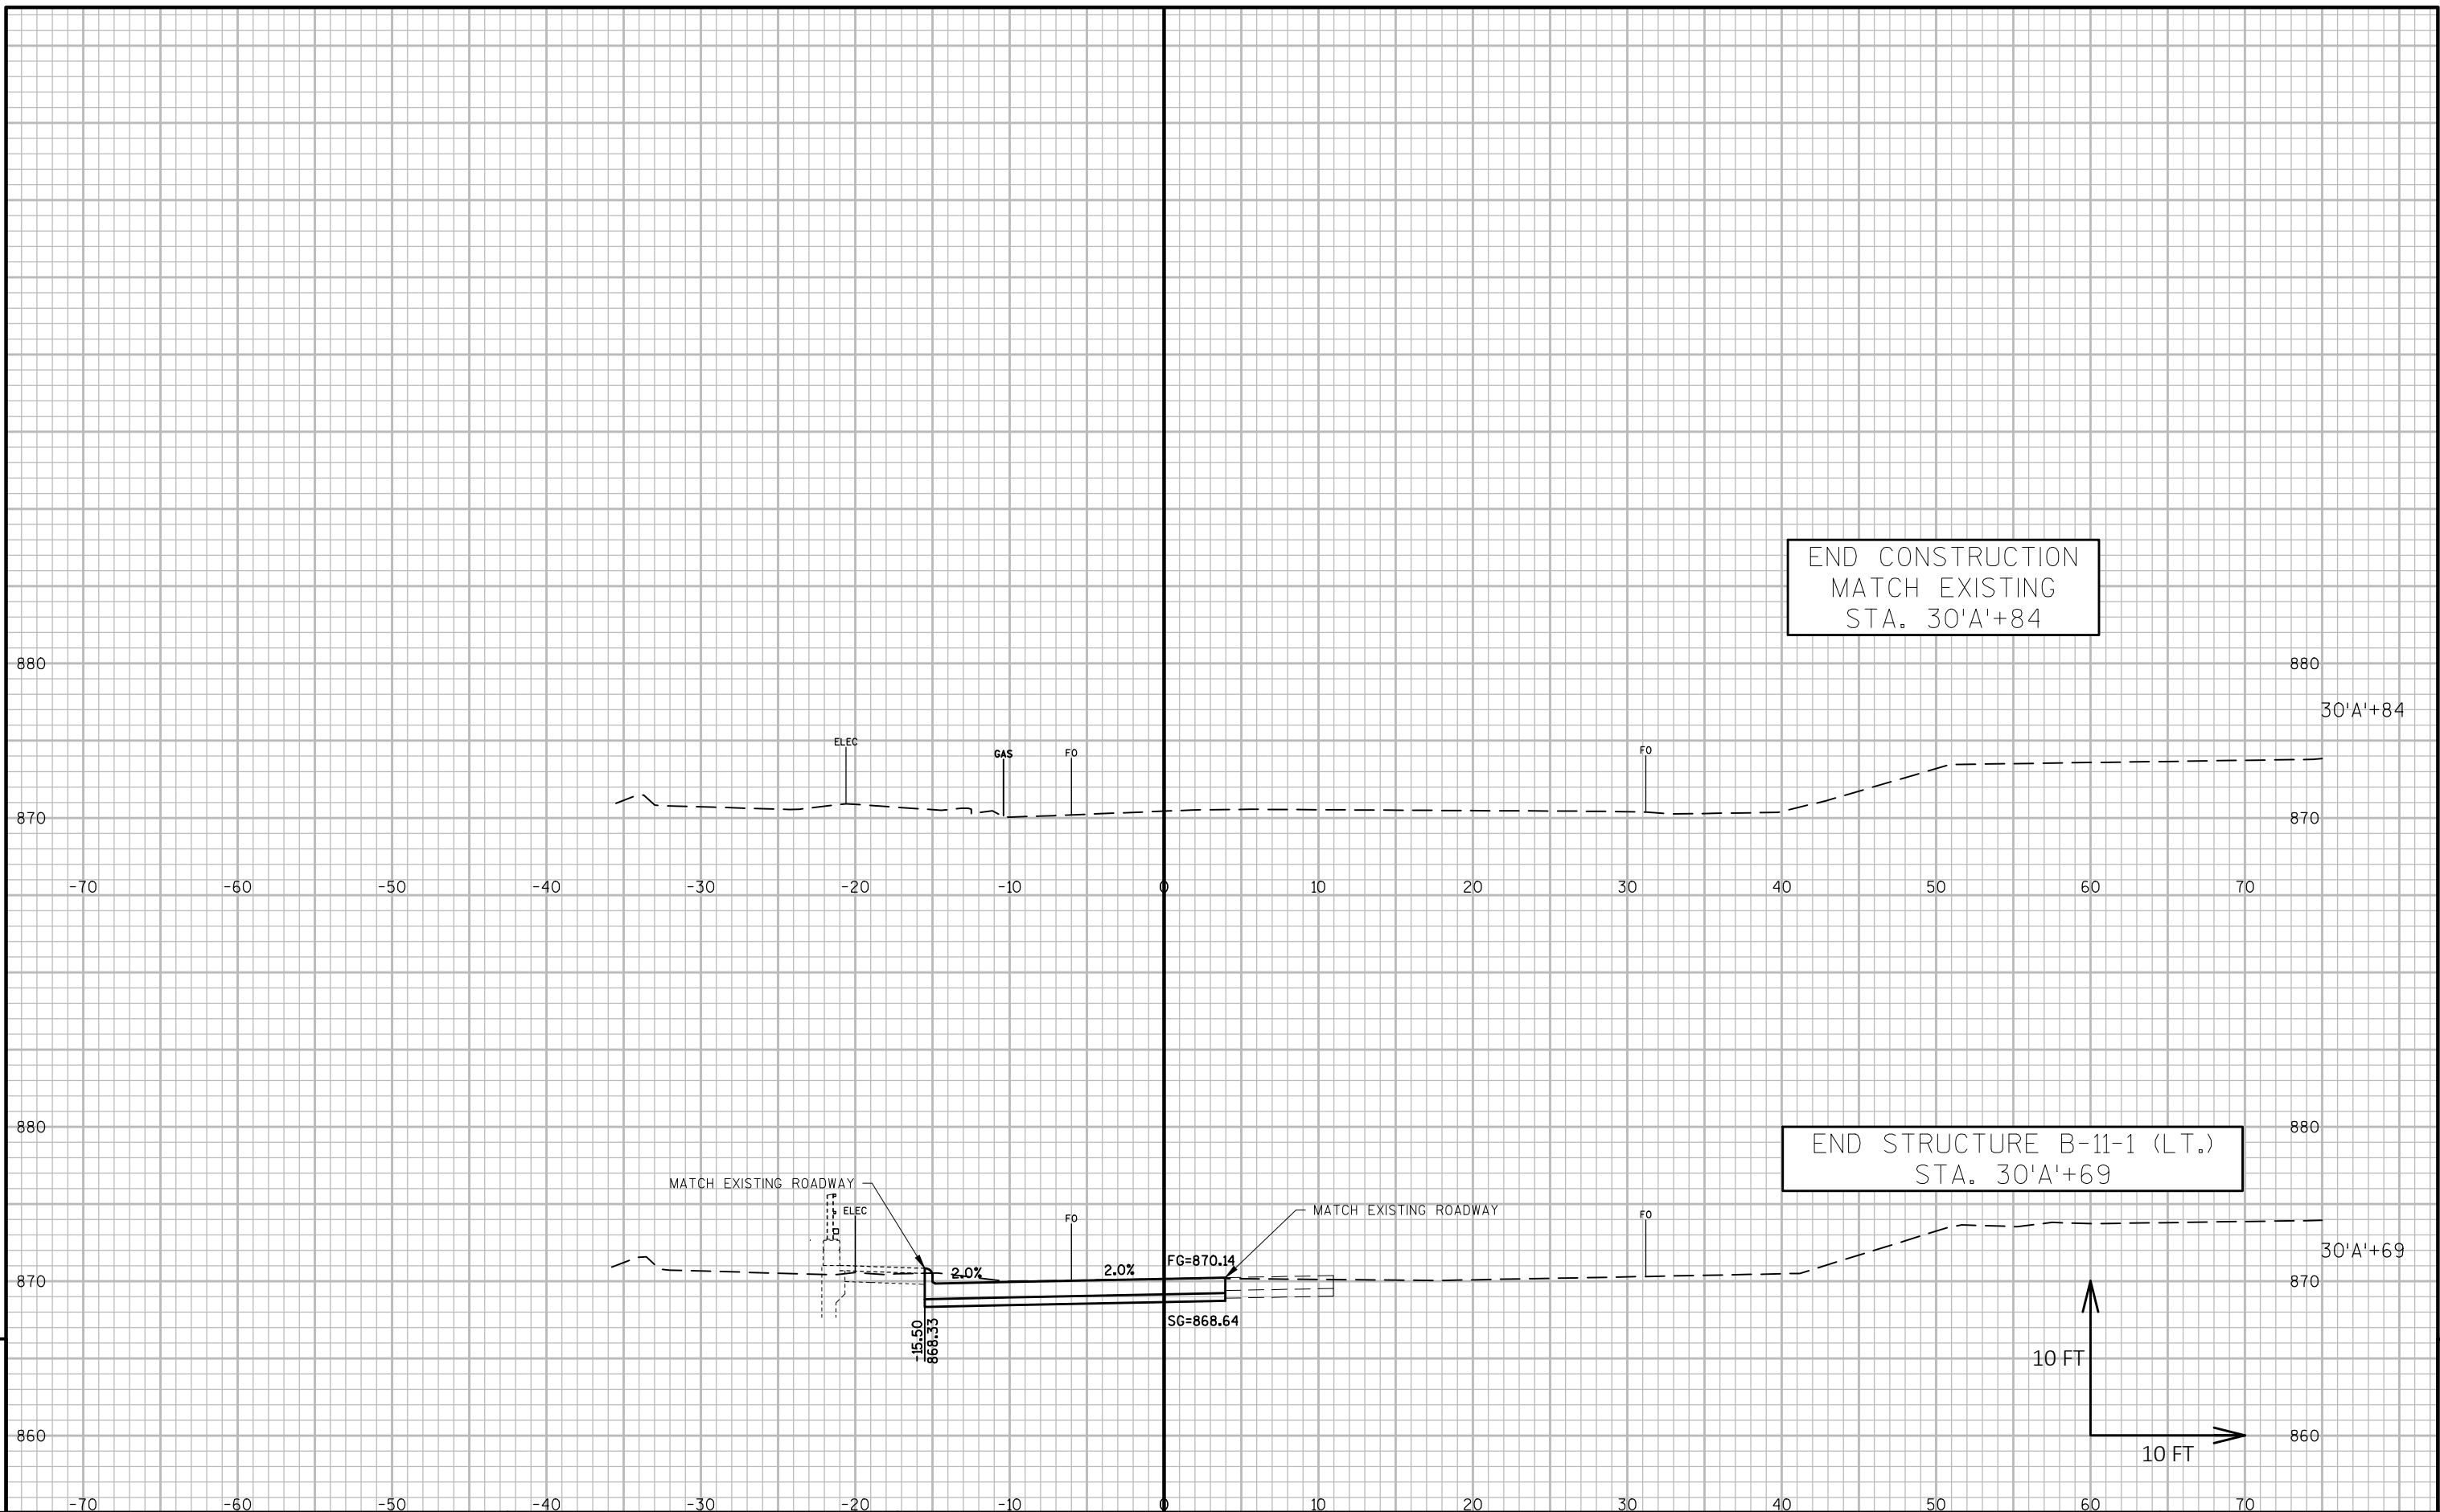 END CONSTRUCTION
MATCH EXISTING
STA. 30'A'+84
880
880
30'A'+84
ELEC
GAS
FO
FO
870
870
-70 -60 -50 -40 -30 -20 -10 0 10 20 30 40 50 60 70
880
880
END STRUCTURE B-11-1 (LT.)
STA. 30'A'+69
MATCH EXISTING ROADWAY
MATCH EXISTING ROADWAY
ELEC
FO
FO
30'A'+69
FG=870.14
2.0%
2.0%
870
870
SG=868.64
-15.50
868.33
10 FT
860
860
10 FT
-70 -60 -50 -40 -30 -20 -10 0 10 20 30 40 50 60 70